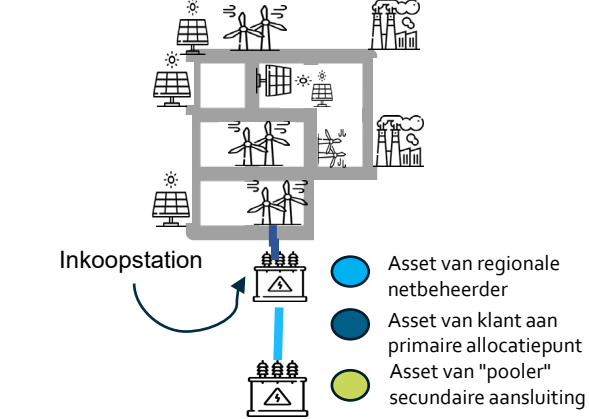 Inkoopstation
Asset van regionale
netbeheerder
Asset van klant aan
primaire allocatiepunt
Asset van "pooler"
secundaire aansluiting